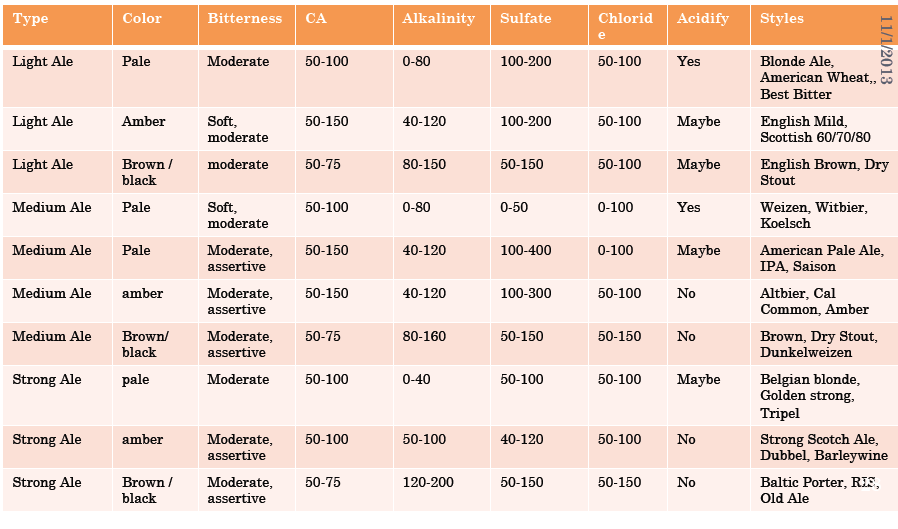 Type Color Bitterness CA Alkalinity Sulfate Chlorid Acidify Styles
e
11/1/2013
Light Ale Pale Moderate 50-100 0-80 100-200 50-100 Yes Blonde Ale,
American Wheat,,
Best Bitter
Light Ale Amber Soft, 50-150 40-120 100-200 50-100 Maybe English Mild,
moderate Scottish 60/70/80
Light Ale Brown / moderate 50-75 80-150 50-150 50-100 Maybe English Brown, Dry
black Stout
Medium Ale Pale Soft, 50-100 0-80 0-50 0-100 Yes Weizen, Witbier,
moderate Koelsch
Medium Ale Pale Moderate, 50-150 40-120 100-400 0-100 Maybe American Pale Ale,
assertive IPA, Saison
Medium Ale amber Moderate, 50-150 40-120 100-300 50-100 No Altbier, Cal
assertive Common, Amber
Medium Ale Brown/ Moderate, 50-75 80-160 50-150 50-150 No Brown, Dry Stout,
black assertive Dunkelweizen
Strong Ale pale Moderate 50-100 0-40 50-100 50-100 Maybe Belgian blonde,
Golden strong,
Tripel
Strong Ale amber Moderate, 50-100 50-100 40-120 50-100 No Strong Scotch Ale,
assertive Dubbel, Barleywine
Strong Ale Brown / Moderate, 50-75 120-200 50-150 50-150 No Baltic Porter, RIS,
black assertive Old Ale